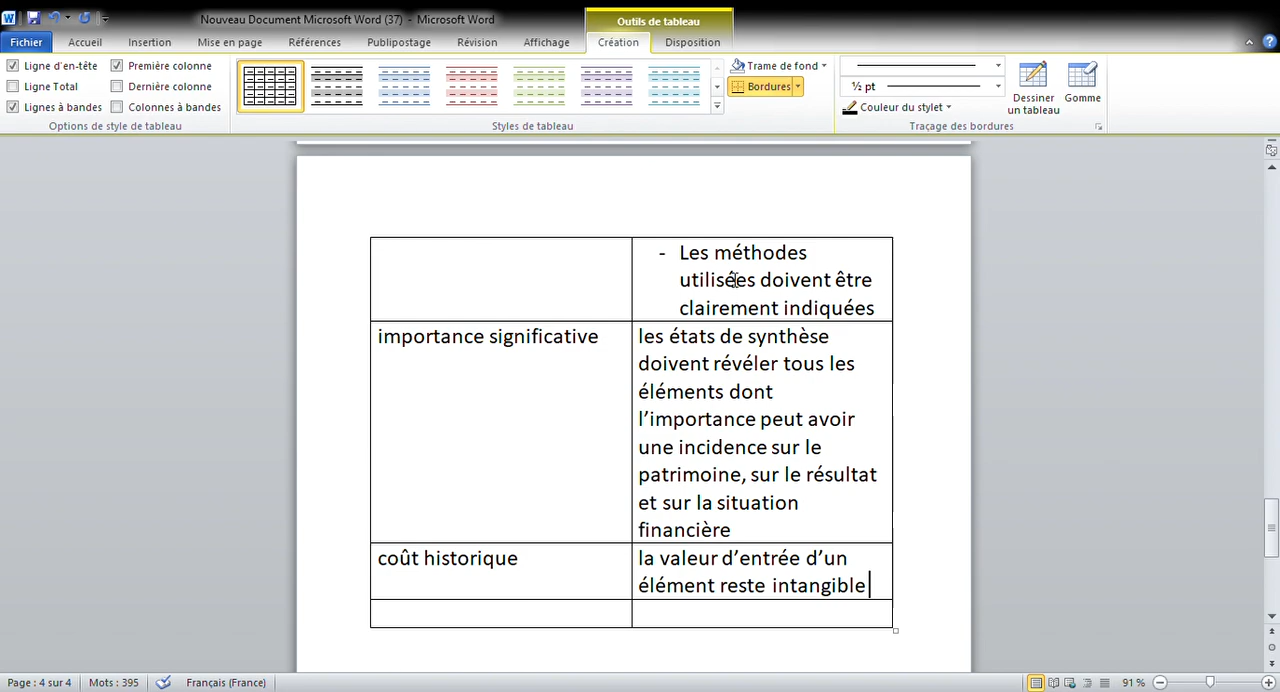 Nouveau Document Microsoft Word (37) - Microsoft Word
Outils de tableau
Fichier
Accueil
Insertion
Mise en page
Références
Publipostage
Révision
Affichage
Création
Disposition
Ligne d'en-tête
Première colonne
Ligne Total
Dernière colonne
Lignes à bandes
Colonnes à bandes
Options de style de tableau
Styles de tableau
Trame de fond
Bordures
½ pt
Couleur du stylet
Dessiner
un tableau
Gomme
Traçage des bordures
- Les méthodes
utilisées doivent être
clairement indiquées
importance significative
les états de synthèse
doivent révéler tous les
éléments dont
l’importance peut avoir
une incidence sur le
patrimoine, sur le résultat
et sur la situation
financière
coût historique
la valeur d’entrée d’un
élément reste intangible
Page : 4 sur 4
Mots : 395
Français (France)
91 %